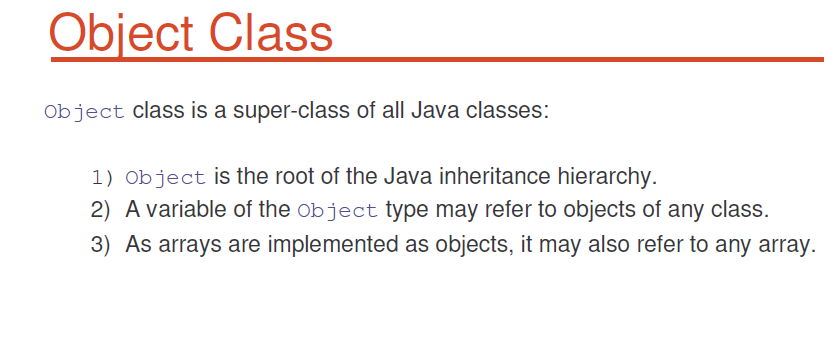 Object Class
Object class is a super-class of all Java classes:
1) Object is the root of the Java inheritance hierarchy.
2) A variable of the Object type may refer to objects of any class.
3) As arrays are implemented as objects, it may also refer to any array.